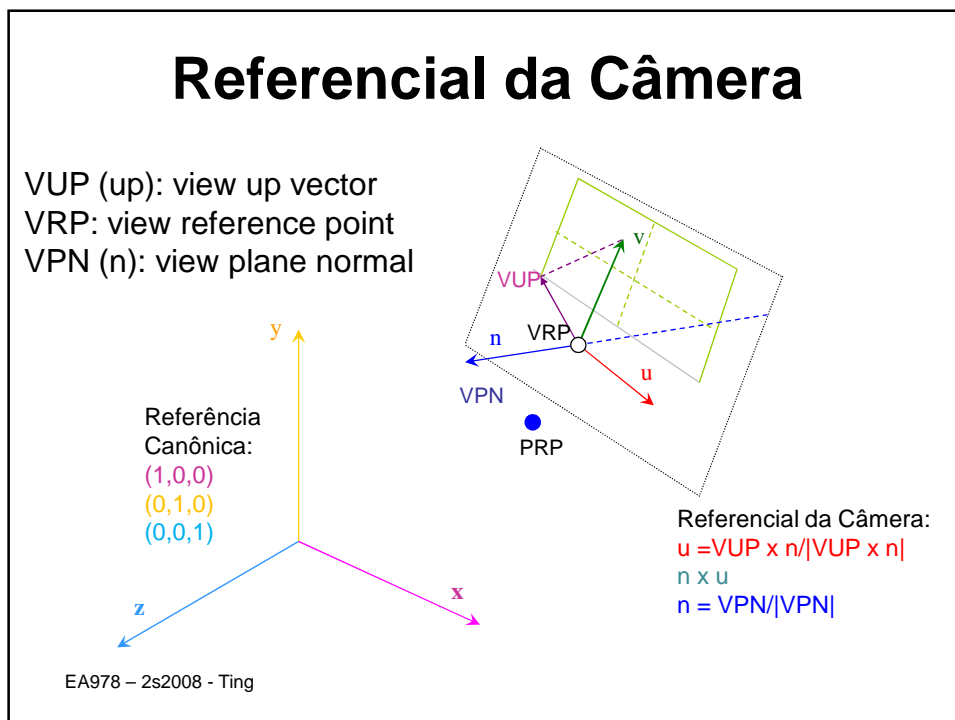 Referencial da Câmera
VUP (up): view up vector
VRP: view reference point
VPN (n): view plane normal
v
VUP
VRP
n
u
VPN
PRP
y
Referência
Canônica:
(1,0,0)
(0,1,0)
(0,0,1)
z
x
Referencial da Câmera:
u =VUP x n/|VUP x n|
n x u
n = VPN/|VPN|
EA978 – 2s2008 - Ting